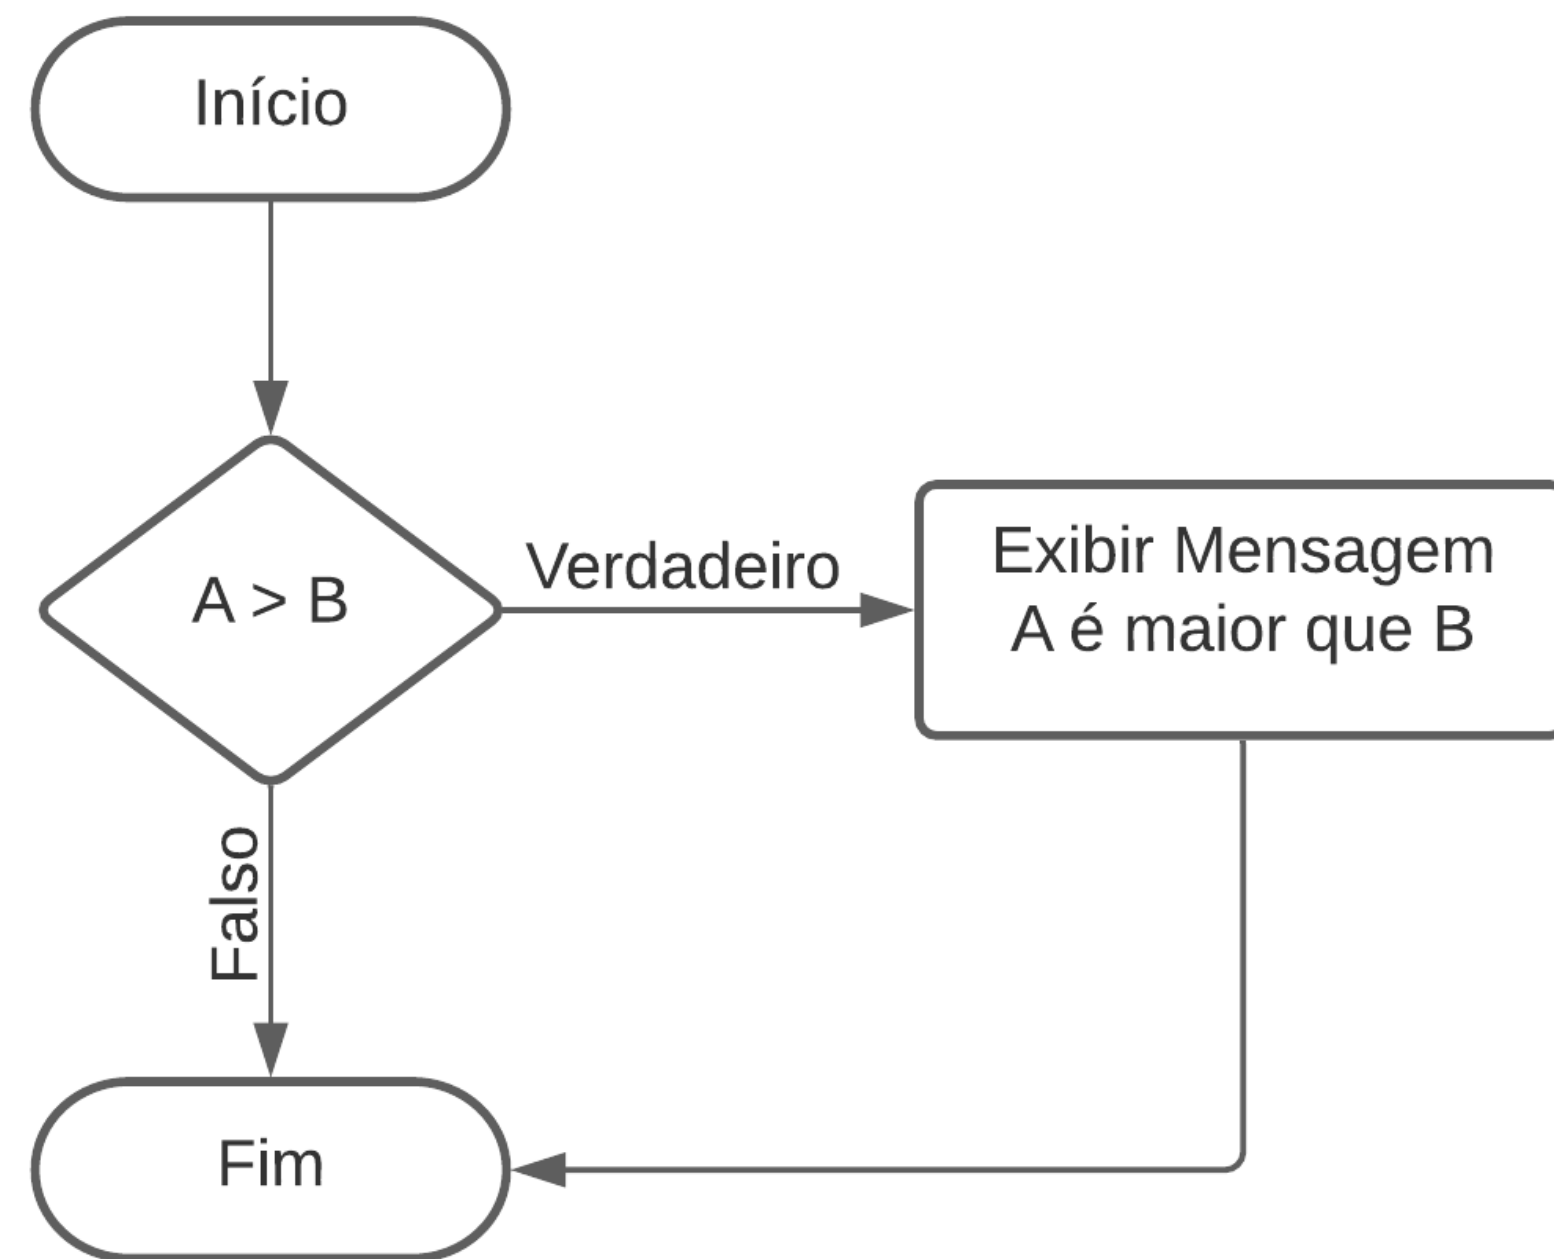 Início
A > B
Verdadeiro
Exibir Mensagem
A é maior que B
Falso
Fim